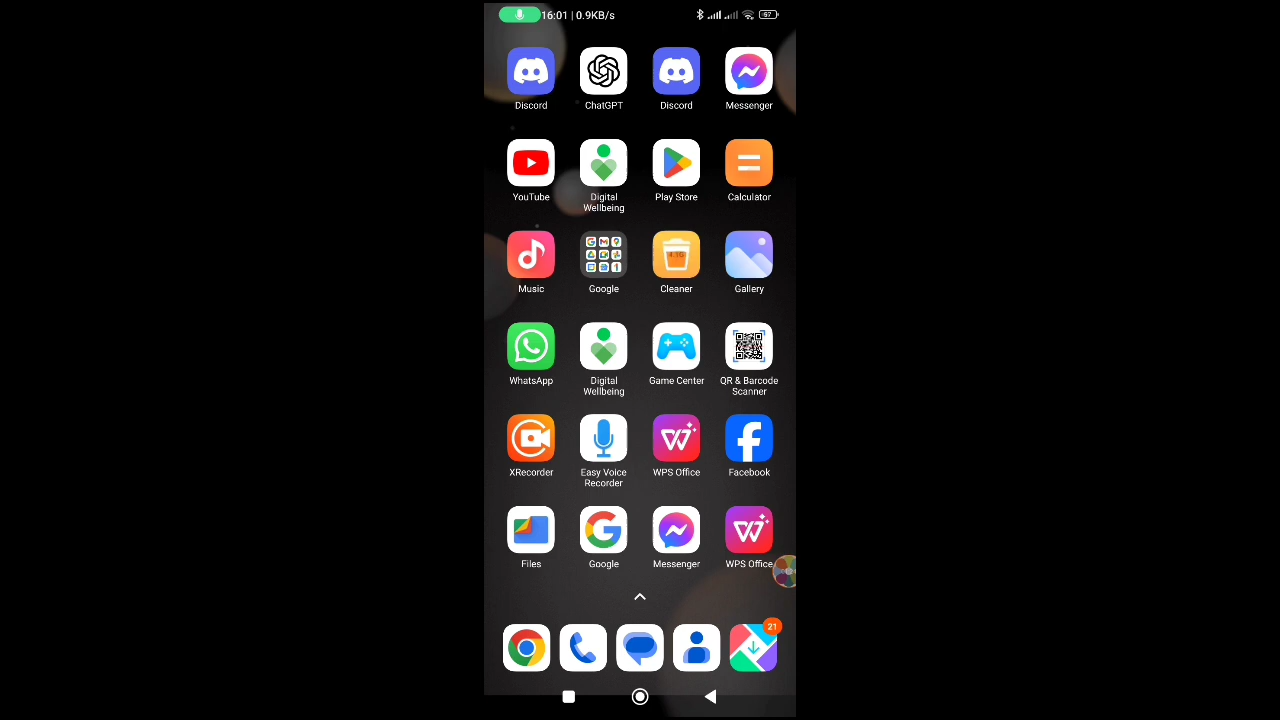 16:01 | 0.9KB/s
57
Discord ChatGPT Discord Messenger
YouTube Digital Wellbeing Play Store Calculator
Music Google Cleaner Gallery
WhatsApp Digital Wellbeing Game Center QR & Barcode Scanner
XRecorder Easy Voice Recorder WPS Office Facebook
Files Google Messenger WPS Office
21